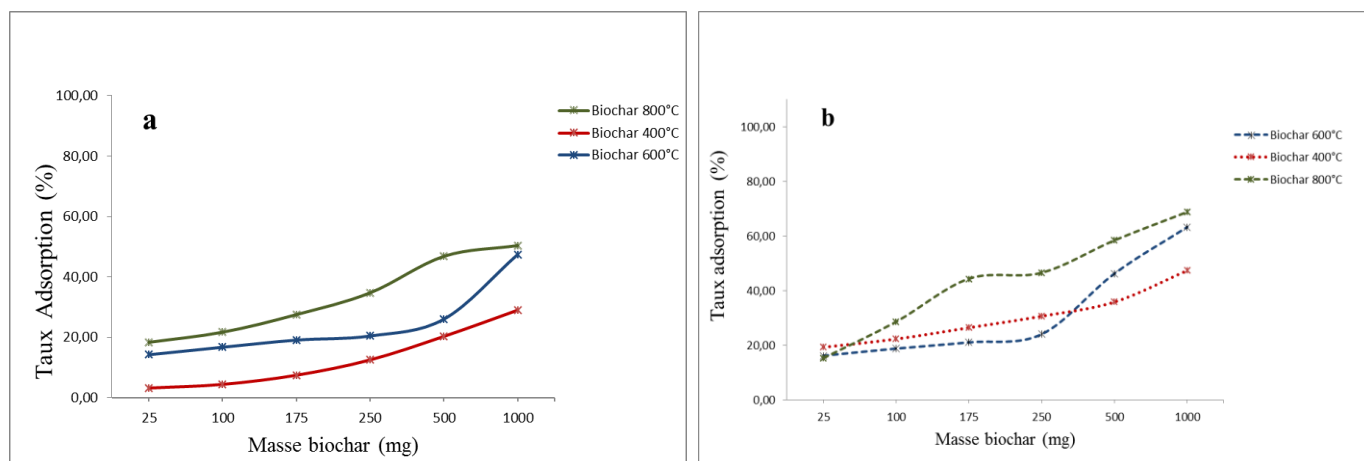 a
100,00
80,00
60,00
40,00
20,00
0,00
Taux Adsorption (%)
25 100 175 250 500 1000
Masse biochar (mg)
Biochar 800°C
Biochar 400°C
Biochar 600°C
b
100,00
80,00
60,00
40,00
20,00
0,00
Taux adsorption (%)
25 100 175 250 500 1000
Masse biochar (mg)
Biochar 600°C
Biochar 400°C
Biochar 800°C